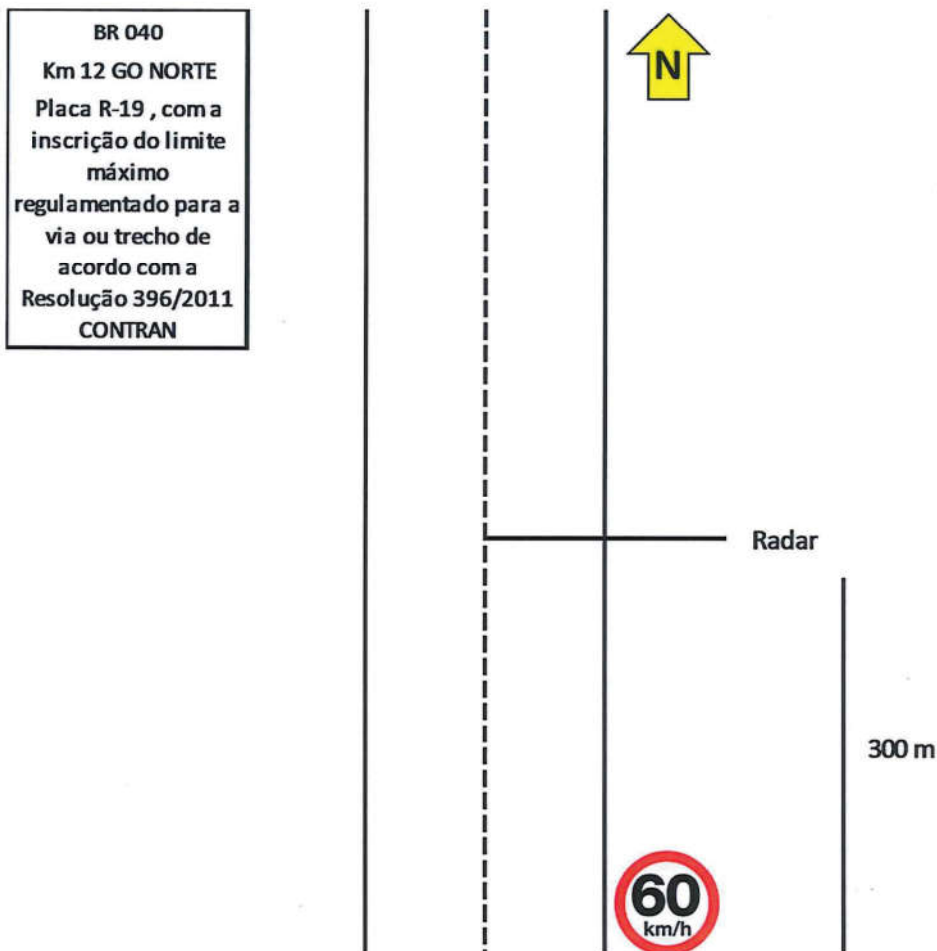 BR 040
Km 12 GO NORTE
Placa R-19 , com a
inscrição do limite
máximo
regulamentado para a
via ou trecho de
acordo com a
Resolução 396/2011
CONTRAN
N
Radar
300 m
60
km/h